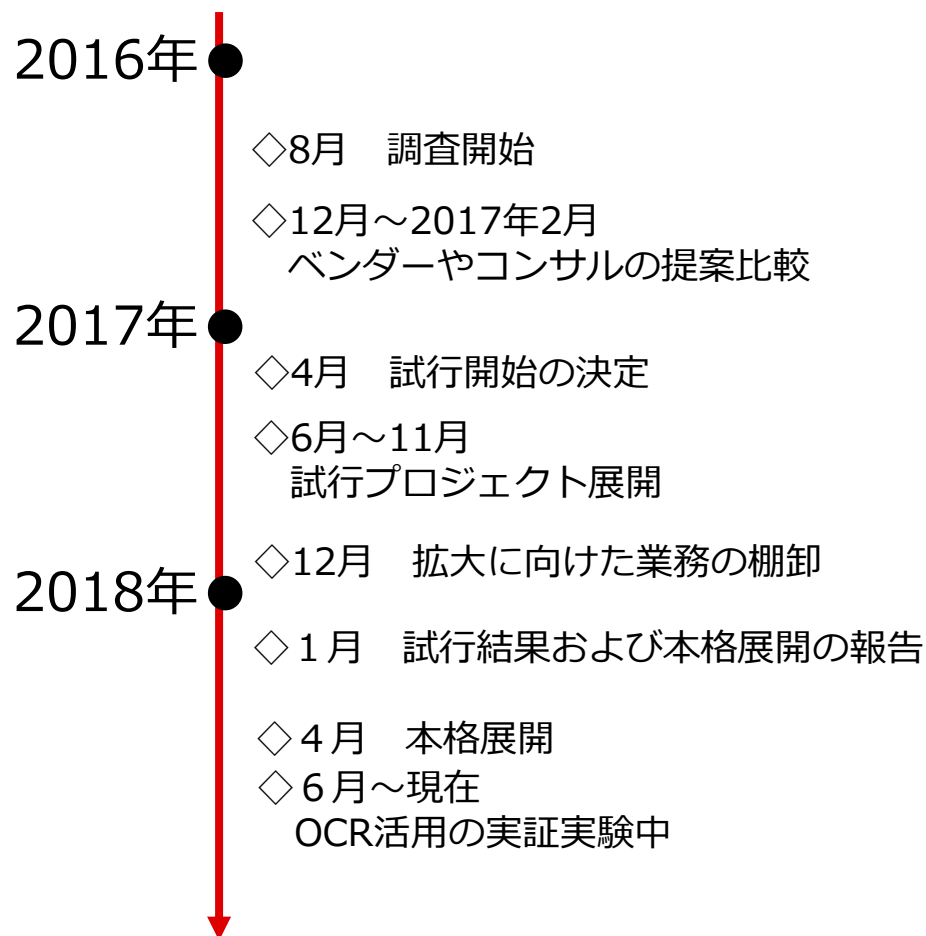 2016年
◇8月　調査開始
◇12月～2017年2月
ベンダーやコンサルの提案比較
2017年
◇4月　試行開始の決定
◇6月～11月
試行プロジェクト展開
◇12月　拡大に向けた業務の棚卸
2018年
◇１月　試行結果および本格展開の報告
◇４月　本格展開
◇６月～現在
OCR活用の実証実験中